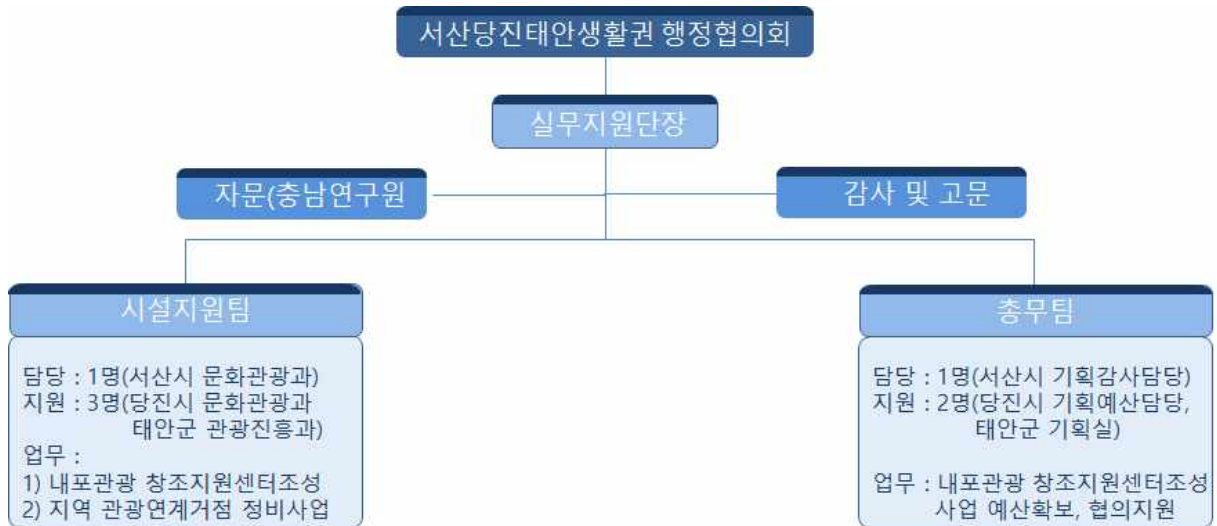 서산당진태안생활권 행정협의회
실무지원단장
자문(충남연구원
감사 및 고문
시설지원팀
담당 : 1명(서산시 문화관광과)
지원 : 3명(당진시 문화관광과
태안군 관광진흥과)
업무 :
1) 내포관광 창조지원센터조성
2) 지역 관광연계거점 정비사업
총무팀
담당 : 1명(서산시 기획감사담당)
지원 : 2명(당진시 기획예산담당,
태안군 기획실)
업무 : 내포관광 창조지원센터조성
사업 예산확보, 협의지원